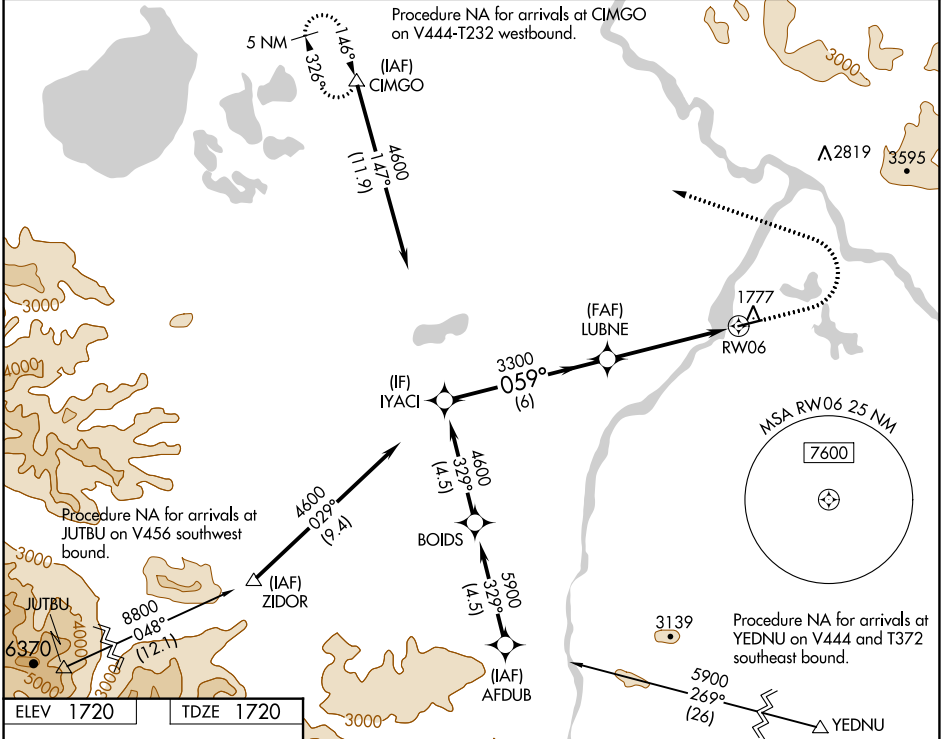 Procedure NA for arrivals at CIMGO
on V444-T232 westbound.
5 NM
146°
326°
(IAF)
CIMGO
3000
2819
3595
4600
147°
(11.9)
3000
4000
1777
(FAF)
LUBNE
RW06
3300
059°
(6)
(IF)
IYACI
MSA RW06 25 NM
7600
4600
329°
(4.5)
4600
029°
(9.4)
Procedure NA for arrivals at
JUTBU on V456 southwest
bound.
BOIDS
3000
(IAF)
ZIDOR
5900
329°
(4.5)
JUTBU
8800
048°
(12.1)
4000
6370
5000
3000
3139
Procedure NA for arrivals at
YEDNU on V444 and T372
southeast bound.
(IAF)
AFDUB
5900
269°
(26)
YEDNU
3000
ELEV 1720
TDZE 1720